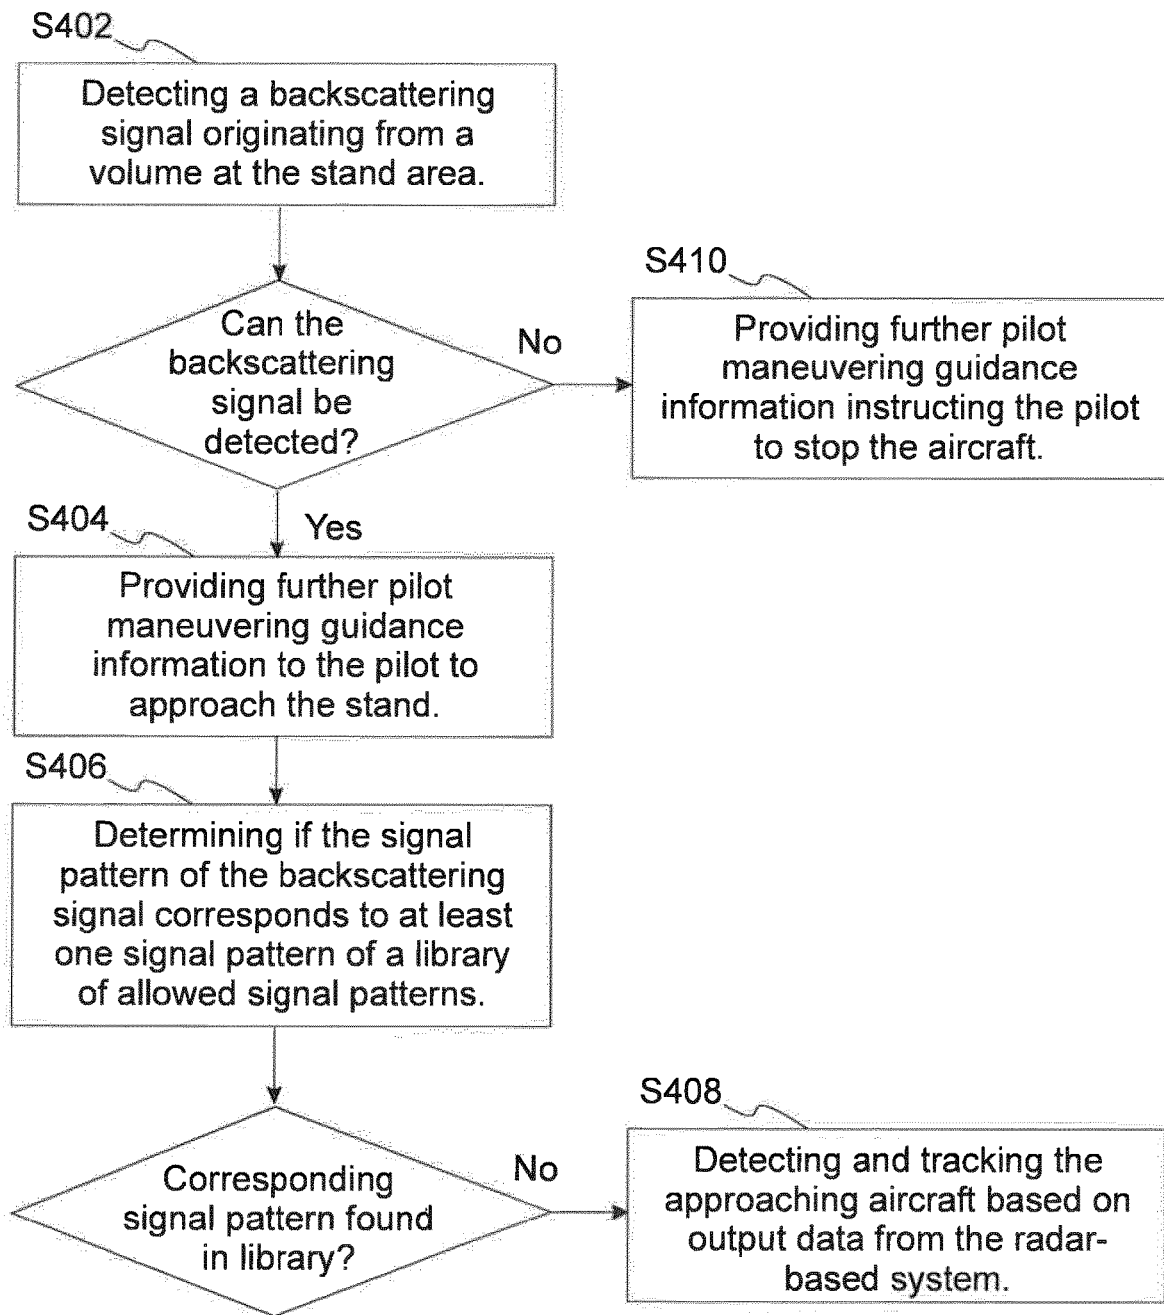 S402
Detecting a backscattering
signal originating from a
volume at the stand area.
Can the
backscattering
signal be
detected?
No
S410
Providing further pilot
maneuvering guidance
information instructing the pilot
to stop the aircraft.
Yes
S404
Providing further pilot
maneuvering guidance
information to the pilot to
approach the stand.
S406
Determining if the signal
pattern of the backscattering
signal corresponds to at least
one signal pattern of a library
of allowed signal patterns.
Corresponding
signal pattern found
in library?
No
S408
Detecting and tracking the
approaching aircraft based on
output data from the radar-
based system.